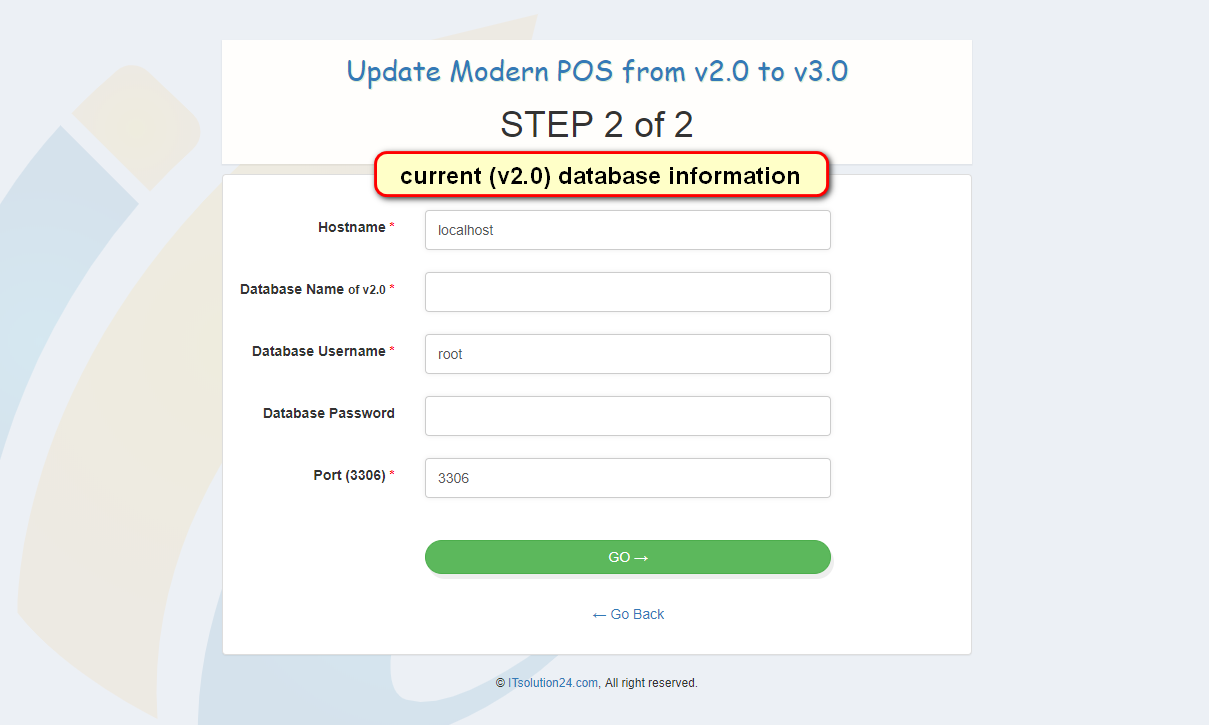 Update Modern POS from v2.0 to v3.0
STEP 2 of 2
current (v2.0) database information
Hostname *
localhost
Database Name of v2.0 *
Database Username *
root
Database Password
Port (3306) *
3306
GO →
← Go Back
© ITsolution24.com, All right reserved.